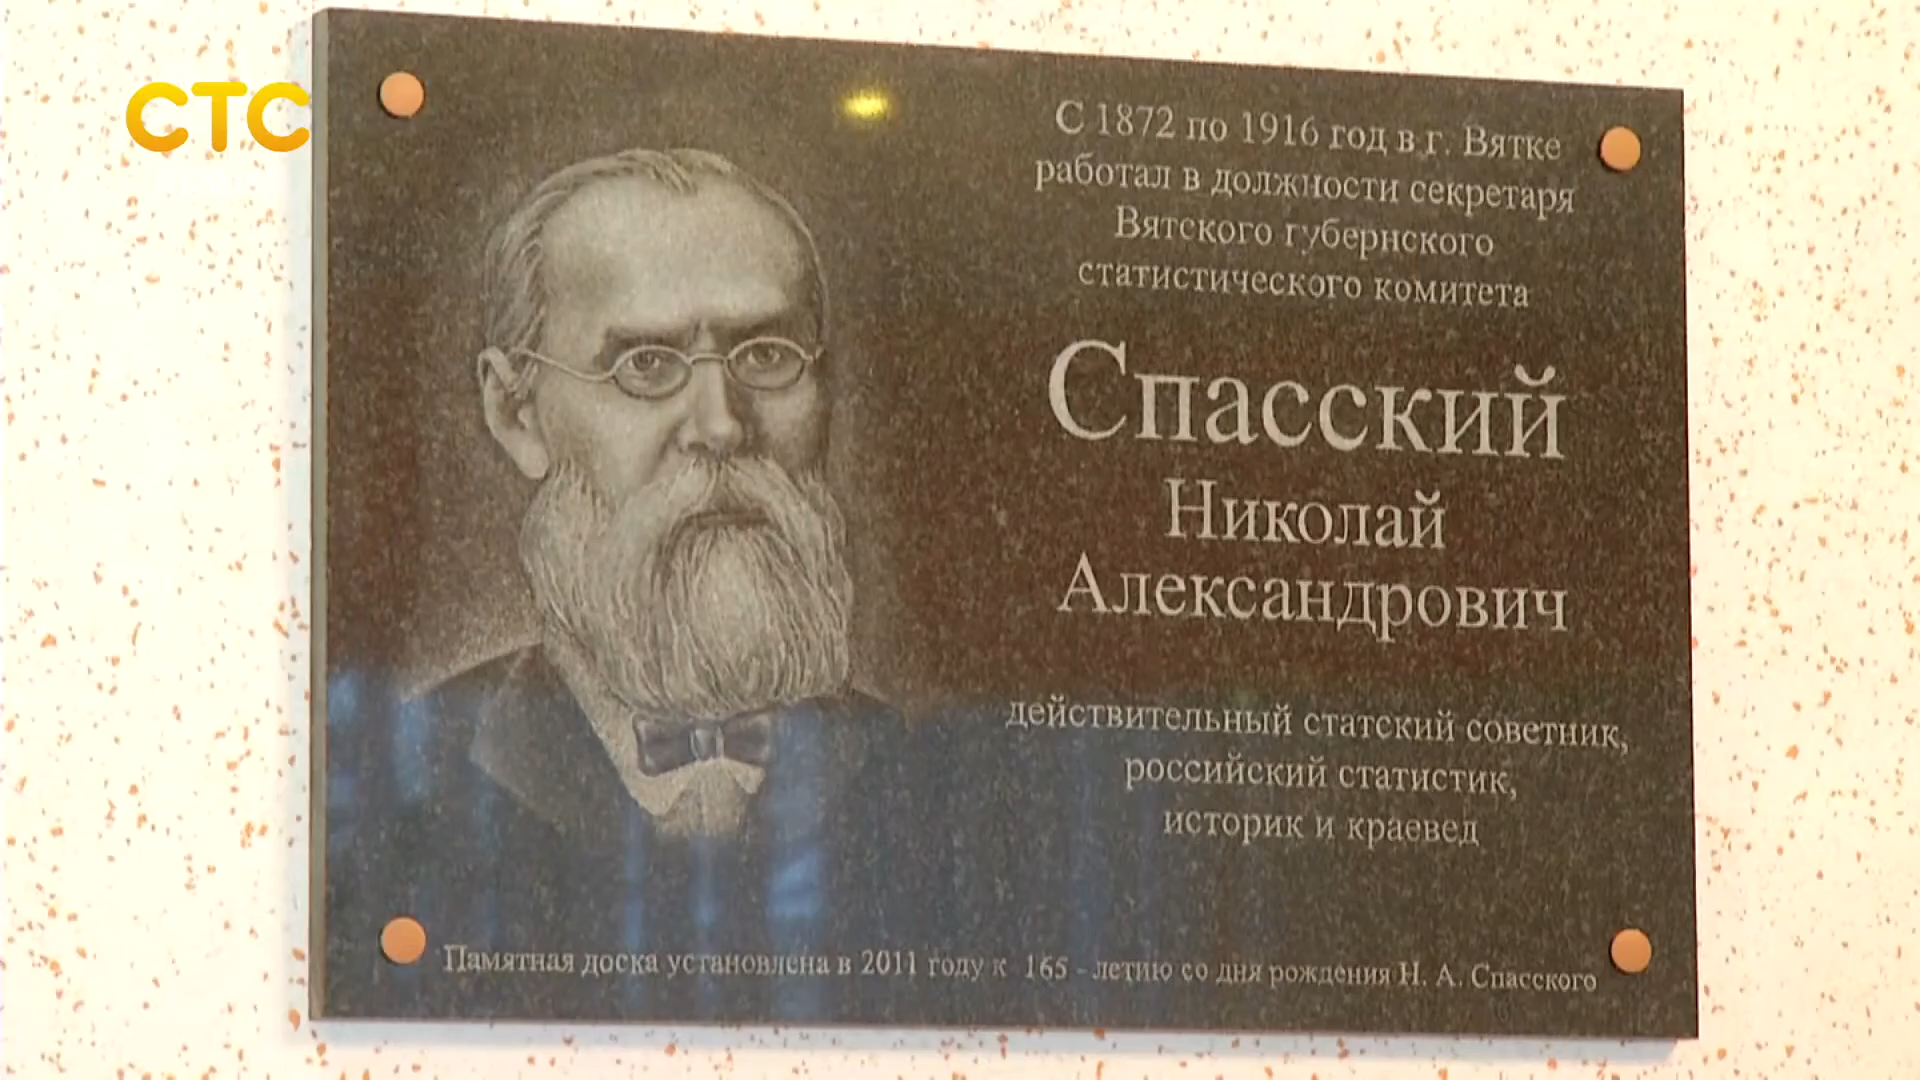 СТС
С 1872 по 1916 год в г. Вятке
работал в должности секретаря
Вятского губернского
статистического комитета
Спасский
Николай
Александрович
действительный статский советник,
российский статистик,
историк и краевед
Памятная доска установлена в 2011 году к 165 - летию со дня рождения Н. А. Спасского